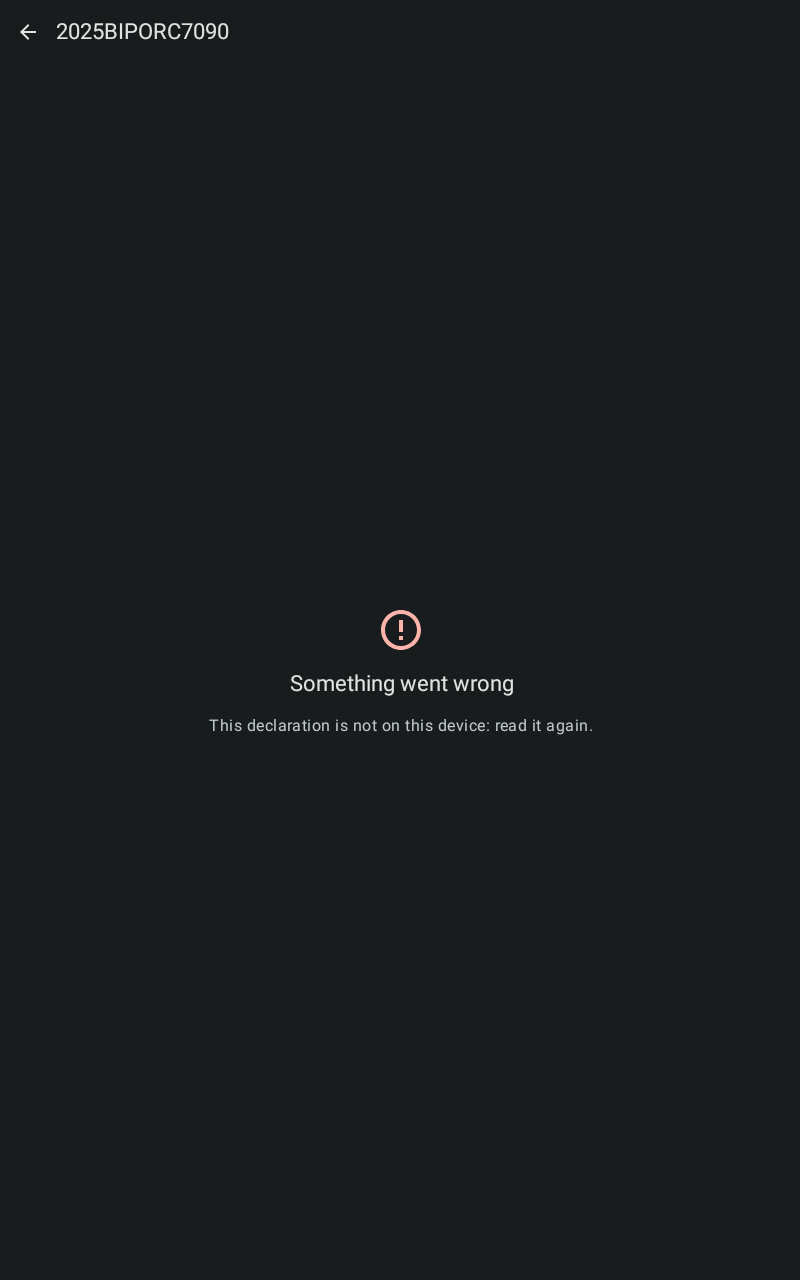 2025BIPORC7090
Something went wrong
This declaration is not on this device: read it again.